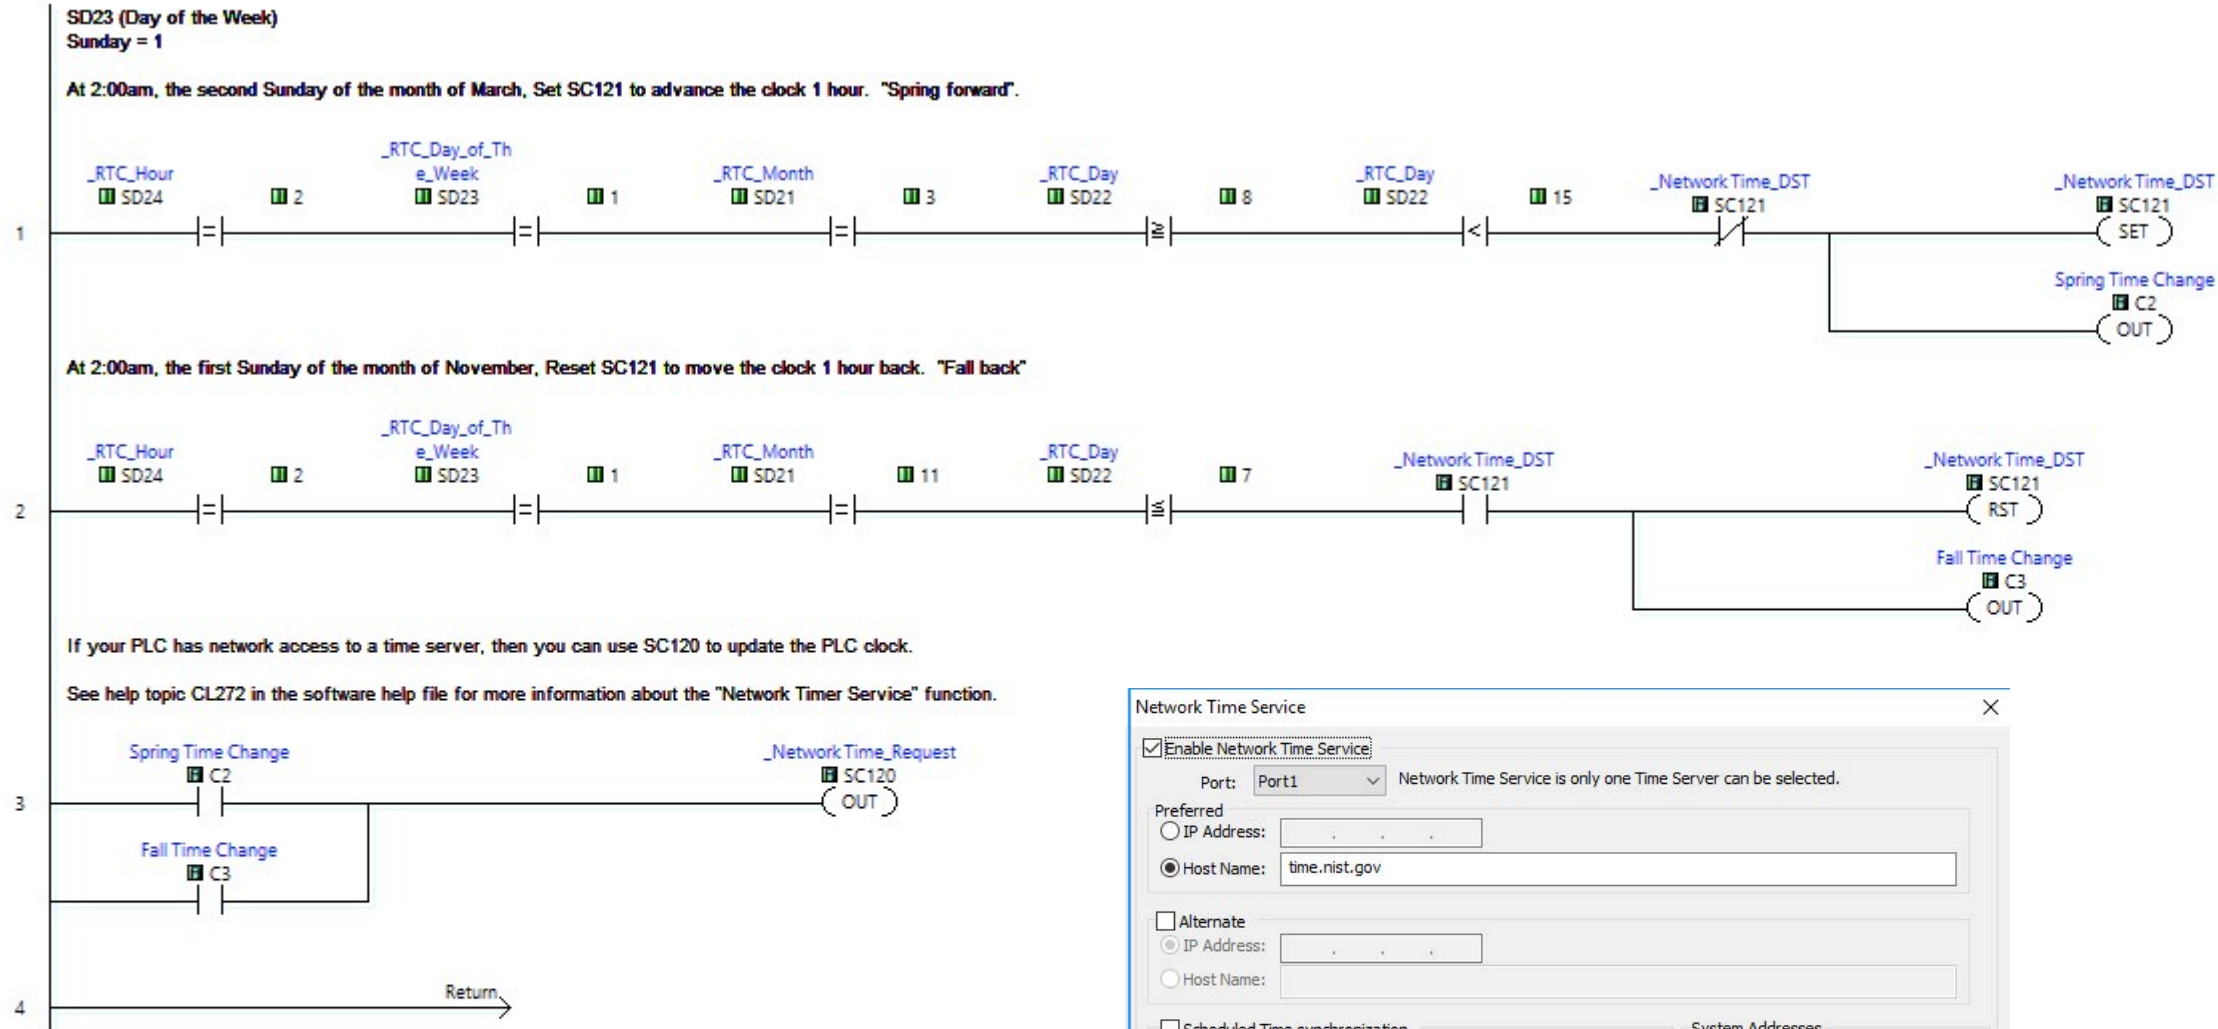 SD23 (Day of the Week)
Sunday = 1
At 2:00am, the second Sunday of the month of March, Set SC121 to advance the clock 1 hour. "Spring forward".
_RTC_Hour
SD24
2
_RTC_Day_of_Th
e_Week
SD23
1
_RTC_Month
SD21
3
_RTC_Day
SD22
8
_RTC_Day
SD22
15
_Network Time_DST
SC121
_Network Time_DST
SC121
1
=
=
=
≧
<
SET
Spring Time Change
C2
OUT
At 2:00am, the first Sunday of the month of November, Reset SC121 to move the clock 1 hour back. "Fall back"
_RTC_Hour
SD24
2
_RTC_Day_of_Th
e_Week
SD23
1
_RTC_Month
SD21
11
_RTC_Day
SD22
7
_Network Time_DST
SC121
_Network Time_DST
SC121
2
=
=
=
≦
RST
Fall Time Change
C3
OUT
If your PLC has network access to a time server, then you can use SC120 to update the PLC clock.
See help topic CL272 in the software help file for more information about the "Network Timer Service" function.
Spring Time Change
C2
_Network Time_Request
SC120
3
OUT
Fall Time Change
C3
4
Return
Network Time Service
Enable Network Time Service
Port: Port1 Network Time Service is only one Time Server can be selected.
Preferred
IP Address: . . .
Host Name: time.nist.gov
Alternate
IP Address: . . .
Host Name:
Scheduled Time synchronization System Addresses